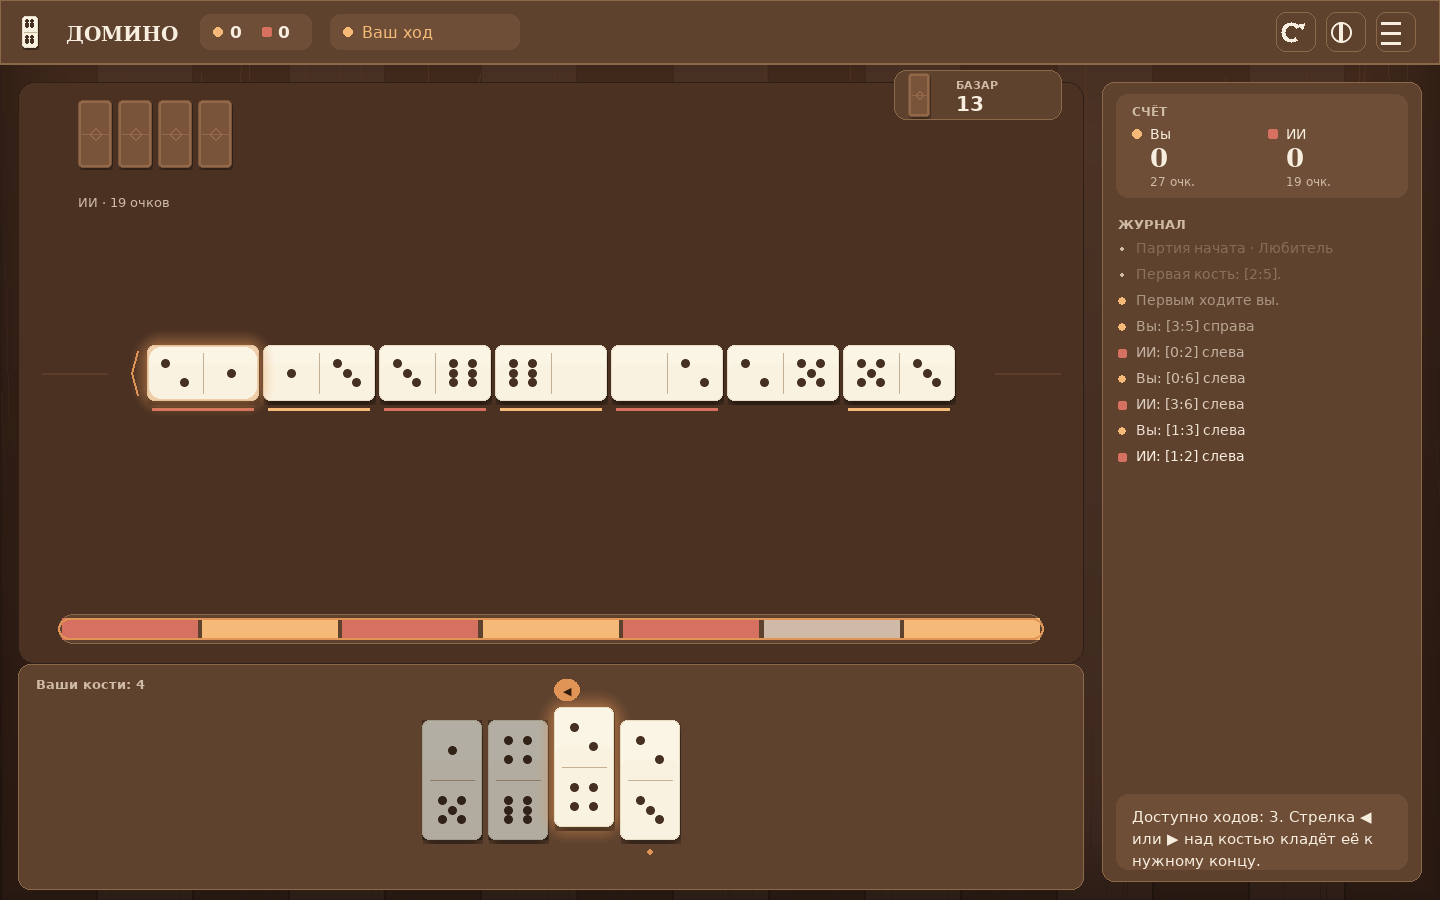 ДОМИНО
0 0
Ваш ход
БАЗАР
13
ИИ · 19 очков
СЧЁТ
Вы ИИ
0 0
27 очк. 19 очк.
ЖУРНАЛ
Партия начата · Любитель
Первая кость: [2:5].
Первым ходите вы.
Вы: [3:5] справа
ИИ: [0:2] слева
Вы: [0:6] слева
ИИ: [3:6] слева
Вы: [1:3] слева
ИИ: [1:2] слева
Ваши кости: 4
Доступно ходов: 3. Стрелка ◀
или ▶ над костью кладёт её к
нужному концу.